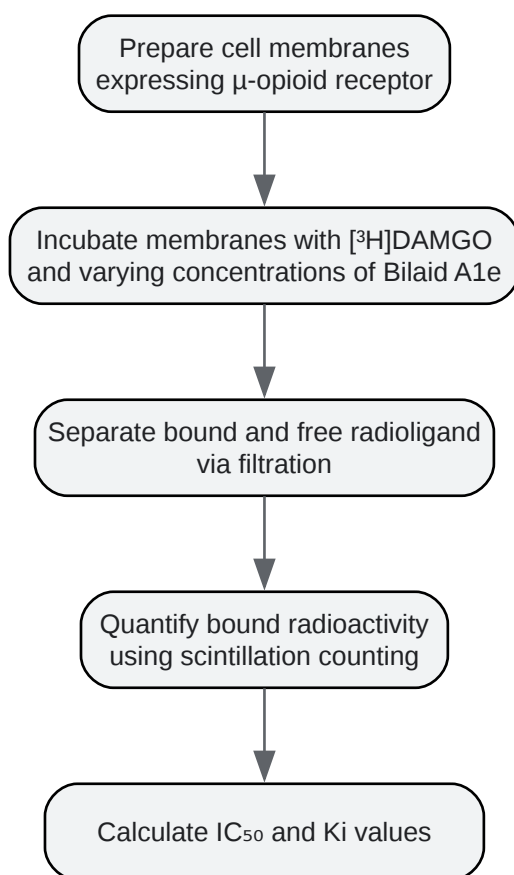 Prepare cell membranes
expressing µ-opioid receptor
Incubate membranes with [³H]DAMGO
and varying concentrations of Bilaid A1e
Separate bound and free radioligand
via filtration
Quantify bound radioactivity
using scintillation counting
Calculate IC₅₀ and Ki values